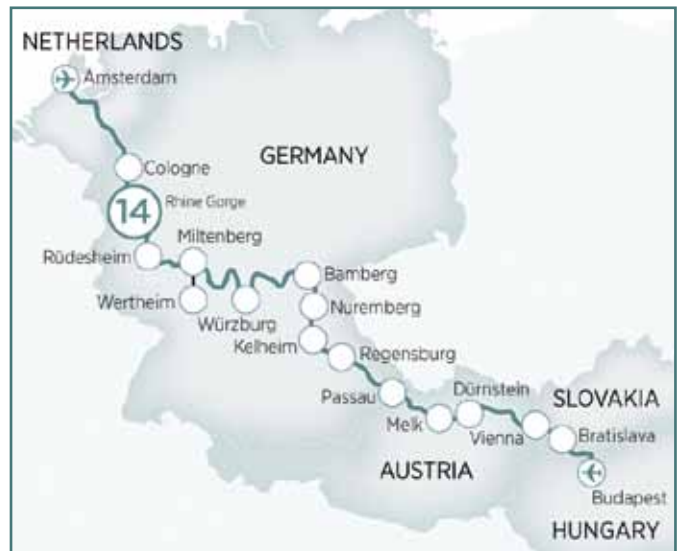 NETHERLANDS
Amsterdam
GERMANY
Cologne
14
Rhine Gorge
Miltenberg
Rüdesheim
Bamberg
Wertheim
Würzburg
Nuremberg
Kelheim
Regensburg
Passau
Dürnstein
SLOVAKIA
Melk
Vienna
Bratislava
AUSTRIA
Budapest
HUNGARY